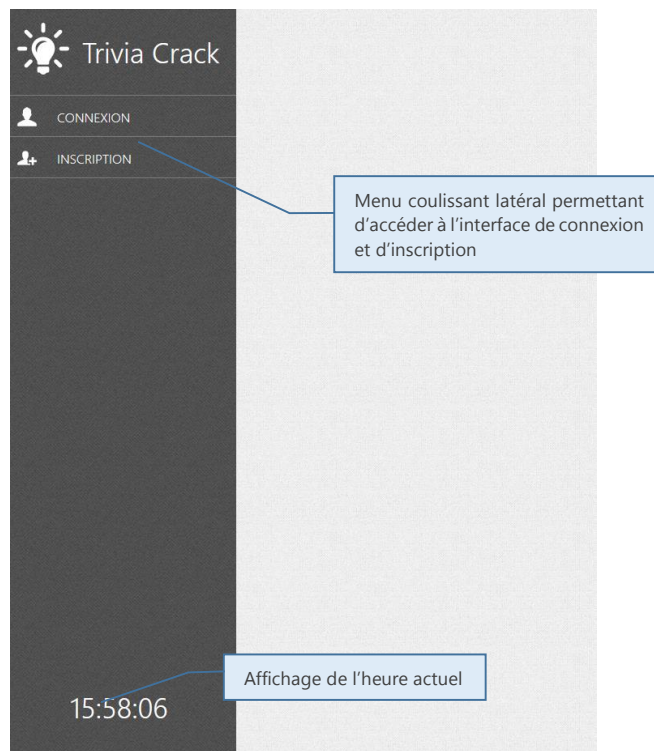 Trivia Crack
CONNEXION
INSCRIPTION
Menu coulissant latéral permettant
d'accéder à l'interface de connexion
et d'inscription
Affichage de l'heure actuel
15:58:06